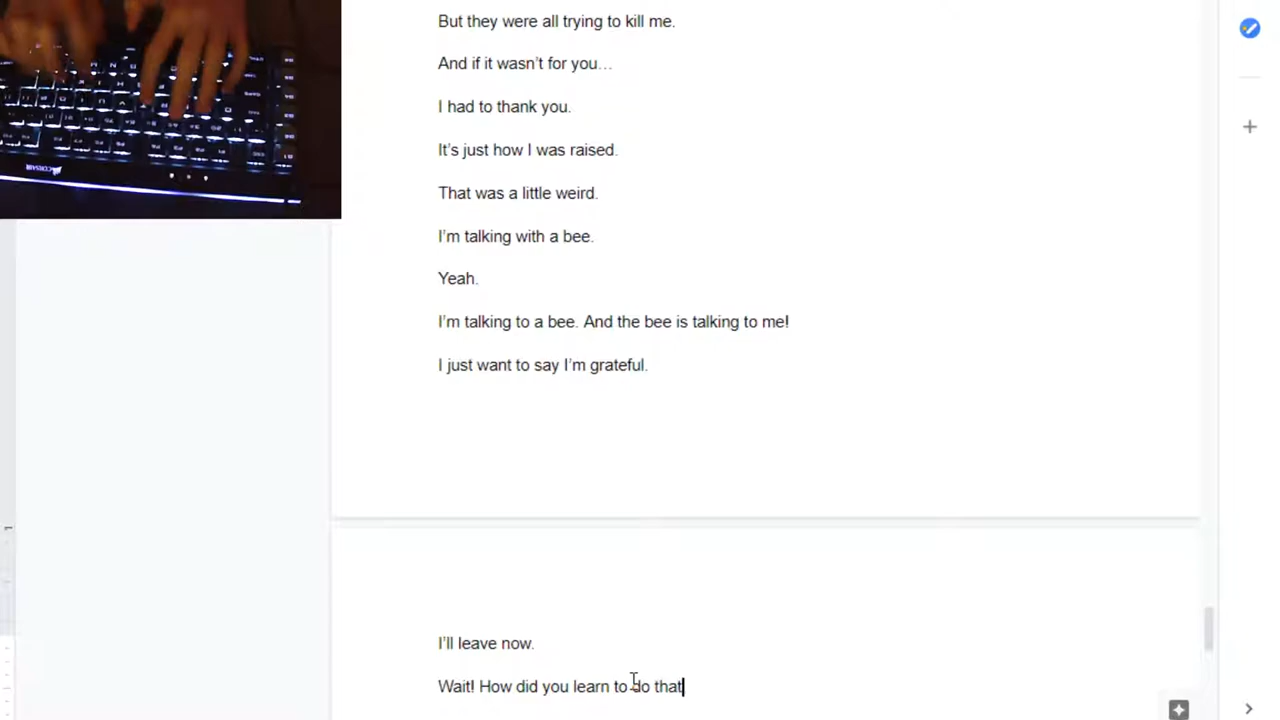 But they were all trying to kill me.
And if it wasn't for you…
I had to thank you.
It's just how I was raised.
That was a little weird.
I'm talking with a bee.
Yeah.
I'm talking to a bee. And the bee is talking to me!
I just want to say I'm grateful.
I'll leave now.
Wait! How did you learn to do that